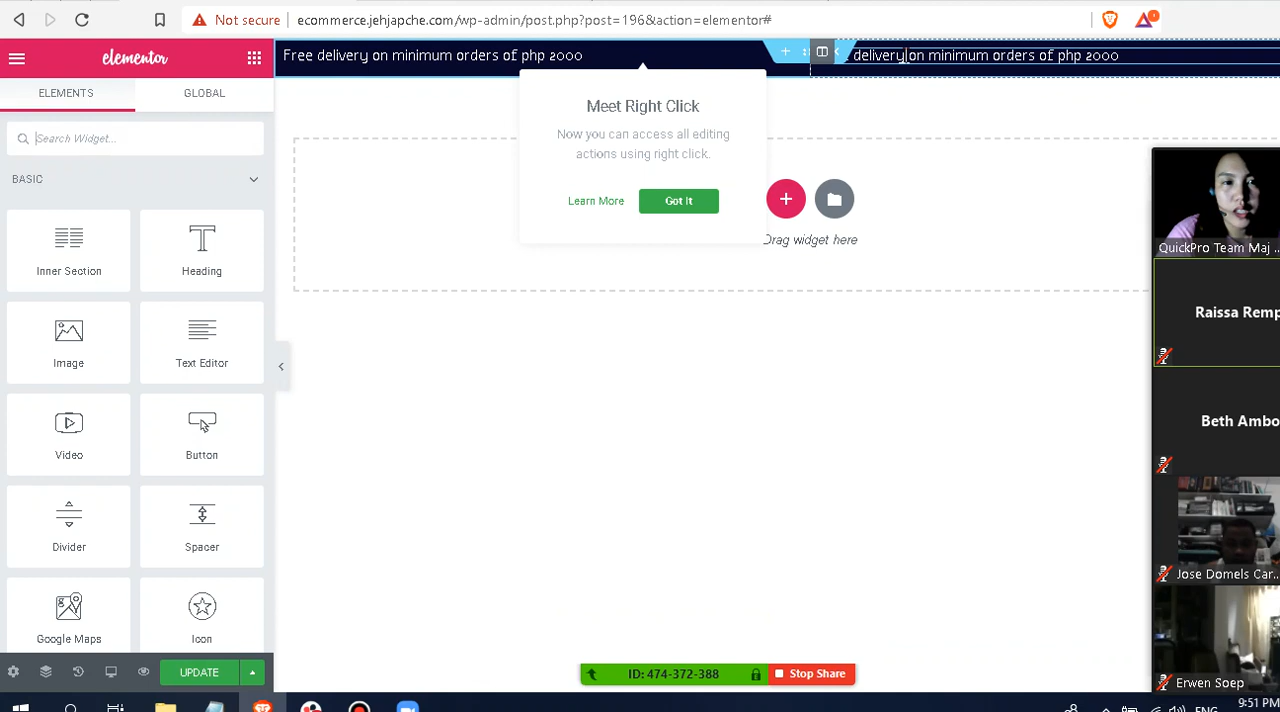 Not secure
ecommerce.jehjapche.com/wp-admin/post.php?post=196&action=elementor#
elementor
Free delivery on minimum orders of php 2000
delivery on minimum orders of php 2000
ELEMENTS
GLOBAL
Search Widget...
BASIC
Inner Section
Heading
Image
Text Editor
Video
Button
Divider
Spacer
Google Maps
Icon
UPDATE
Meet Right Click
Now you can access all editing
actions using right click.
Learn More
Got It
Drag widget here
QuickPro Team Maj ...
Raissa Remp
Beth Ambo
Jose Domels Car...
Erwen Soep
ID: 474-372-388
Stop Share
ENG
9:51 PM